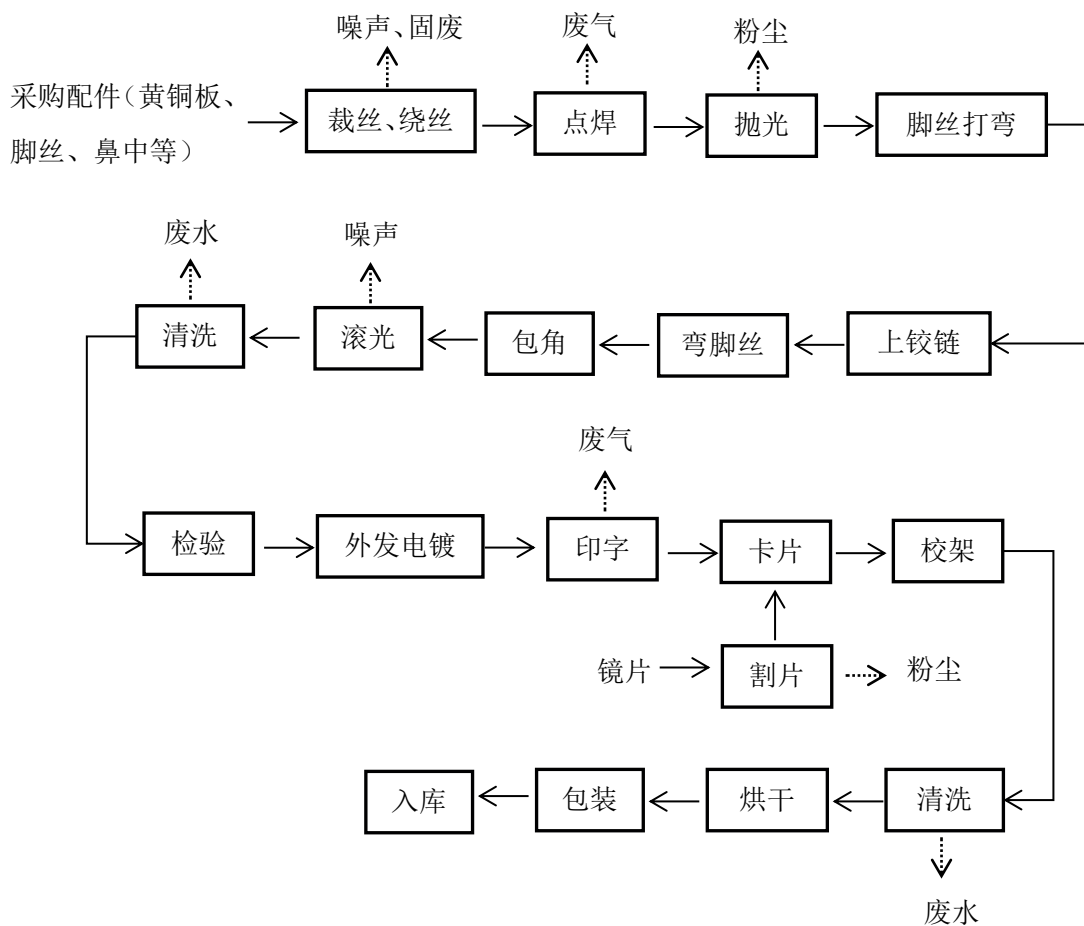 噪声、固废
废气
粉尘
采购配件（黄铜板、
脚丝、鼻中等）
裁丝、绕丝
点焊
抛光
脚丝打弯
废水
噪声
清洗
滚光
包角
弯脚丝
上铰链
废气
检验
外发电镀
印字
卡片
校架
镜片
割片
粉尘
入库
包装
烘干
清洗
废水